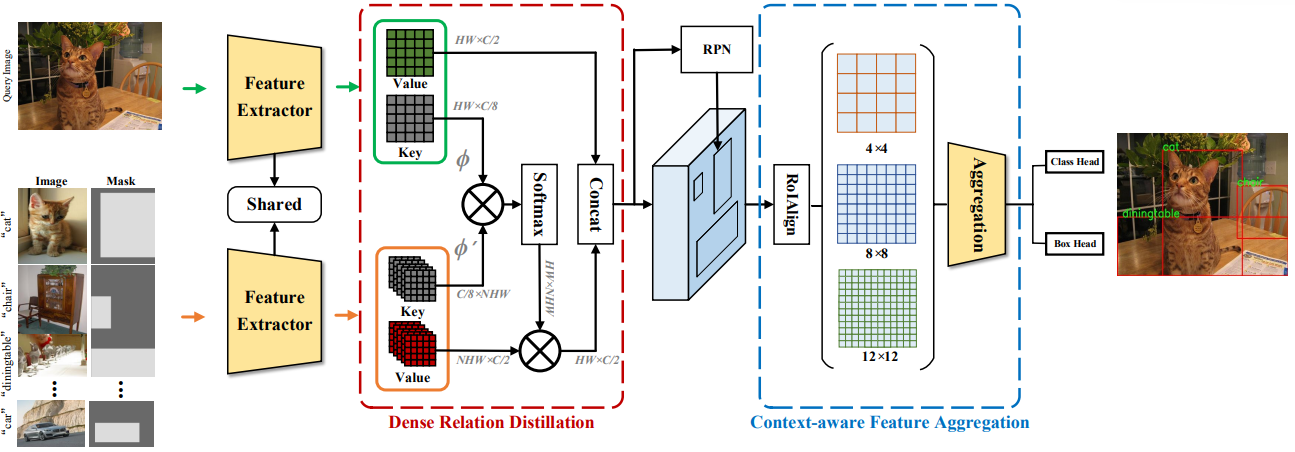 Query Image
Feature
Extractor
Shared
Image
Mask
"cat"
"chair"
"diningtable"
"car"
Feature
Extractor
Value
Key
HW×C/2
HW×C/8
ϕ
ϕ′
Key
Value
C/8×NHW
NHW×C/2
Softmax
HW×NHW
HW×C/2
Concat
Dense Relation Distillation
RPN
RoIAlign
4×4
8×8
12×12
Aggregation
Context-aware Feature Aggregation
Class Head
Box Head
cat
chair
diningtable